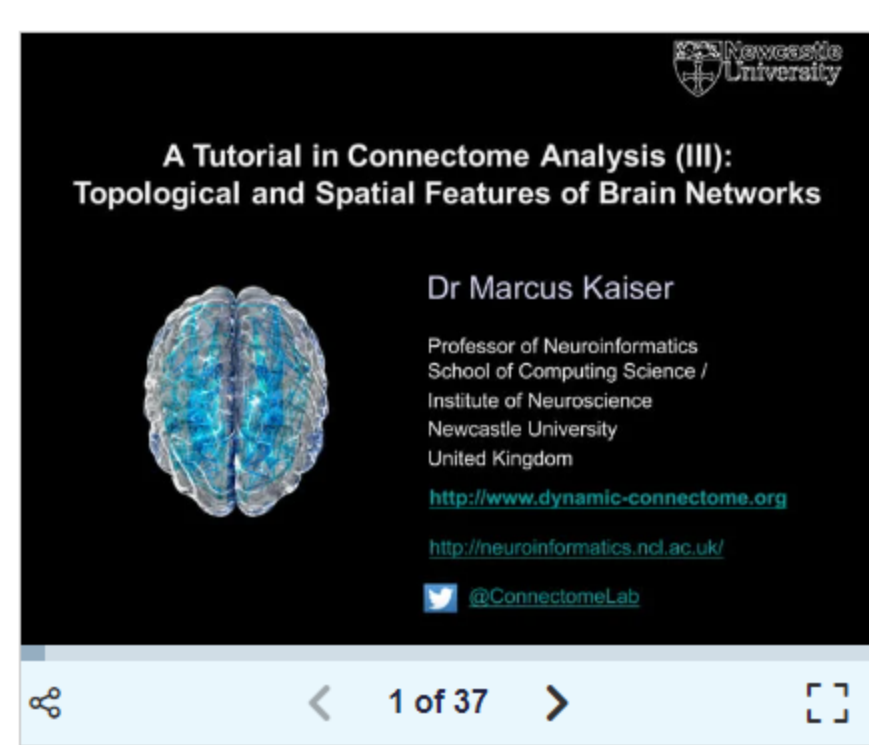 Newcastle
University
A Tutorial in Connectome Analysis (III):
Topological and Spatial Features of Brain Networks
Dr Marcus Kaiser
Professor of Neuroinformatics
School of Computing Science /
Institute of Neuroscience
Newcastle University
United Kingdom
http://www.dynamic-connectome.org
http://neuroinformatics.ncl.ac.uk/
@ConnectomeLab
1 of 37